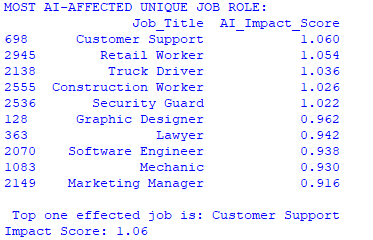 MOST AI-AFFECTED UNIQUE JOB ROLE:
Job_Title AI_Impact_Score
698 Customer Support 1.060
2945 Retail Worker 1.054
2138 Truck Driver 1.036
2555 Construction Worker 1.026
2536 Security Guard 1.022
128 Graphic Designer 0.962
363 Lawyer 0.942
2070 Software Engineer 0.938
1083 Mechanic 0.930
2149 Marketing Manager 0.916
Top one effected job is: Customer Support
Impact Score: 1.06